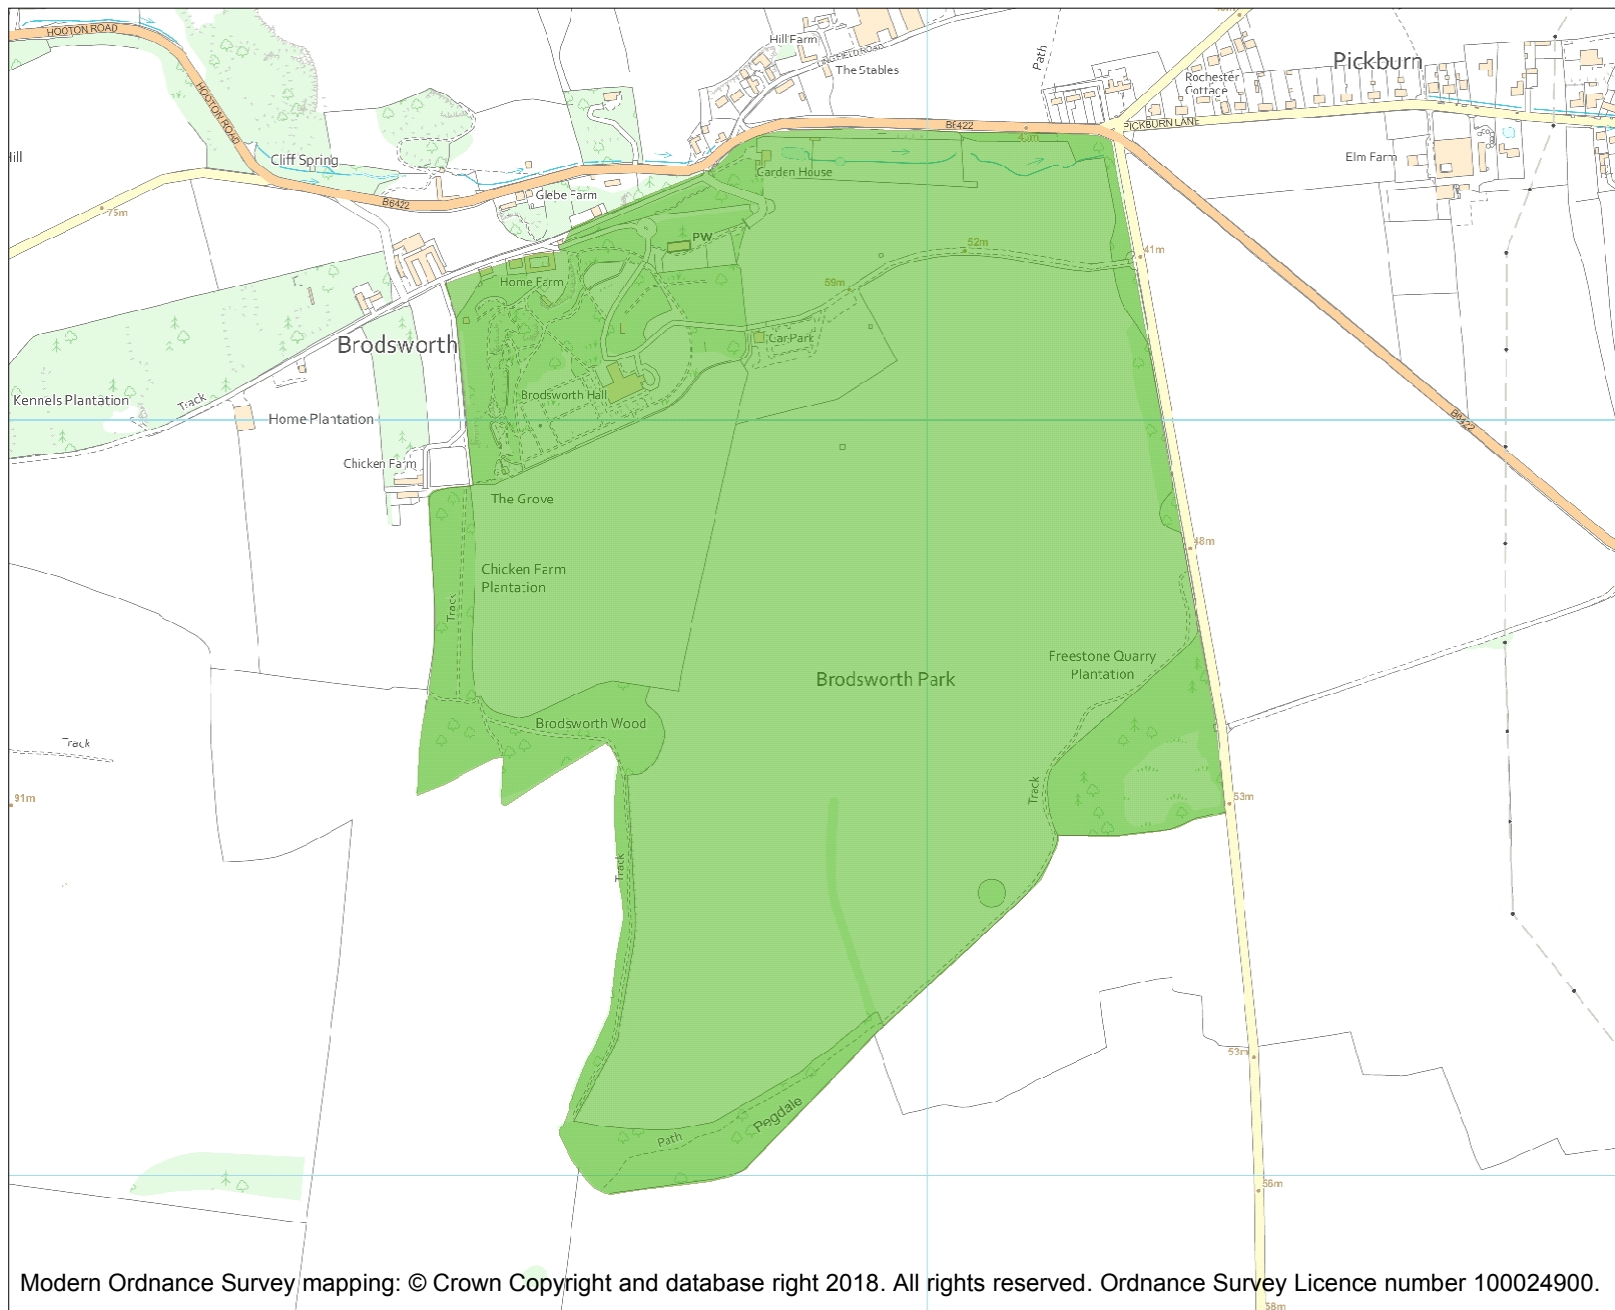 HOOTON ROAD
HOOTON ROAD
Hill Farm
The Stables
Path
Pickburn
Rochester
Cottage
B6422
43m
PICKBURN LANE
Cliff Spring
Elm Farm
Garden House
Glebe Farm
B6422
75m
PW
52m
41m
Home Farm
59m
L
Car Park
Brodsworth
Brodsworth Hall
Kennels Plantation
Track
Home Plantation
B6422
Chicken Farm
The Grove
48m
Chicken Farm
Plantation
Track
Freestone Quarry
Plantation
Brodsworth Park
Brodsworth Wood
Track
Track
91m
53m
Track
53m
Pegdale
Path
56m
58m
Modern Ordnance Survey mapping: © Crown Copyright and database right 2018. All rights reserved. Ordnance Survey Licence number 100024900.